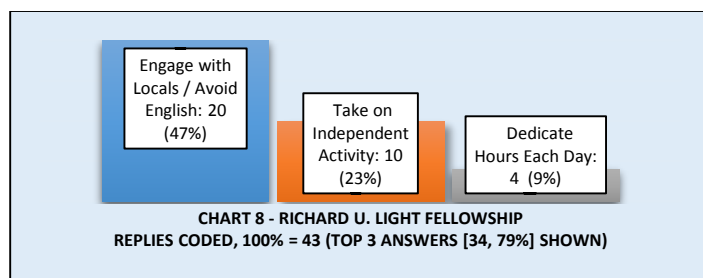 Engage with
Locals / Avoid
English: 20
(47%)
Take on
Independent
Activity: 10
(23%)
Dedicate
Hours Each Day:
4 (9%)
CHART 8 - RICHARD U. LIGHT FELLOWSHIP
REPLIES CODED, 100% = 43 (TOP 3 ANSWERS [34, 79%] SHOWN)